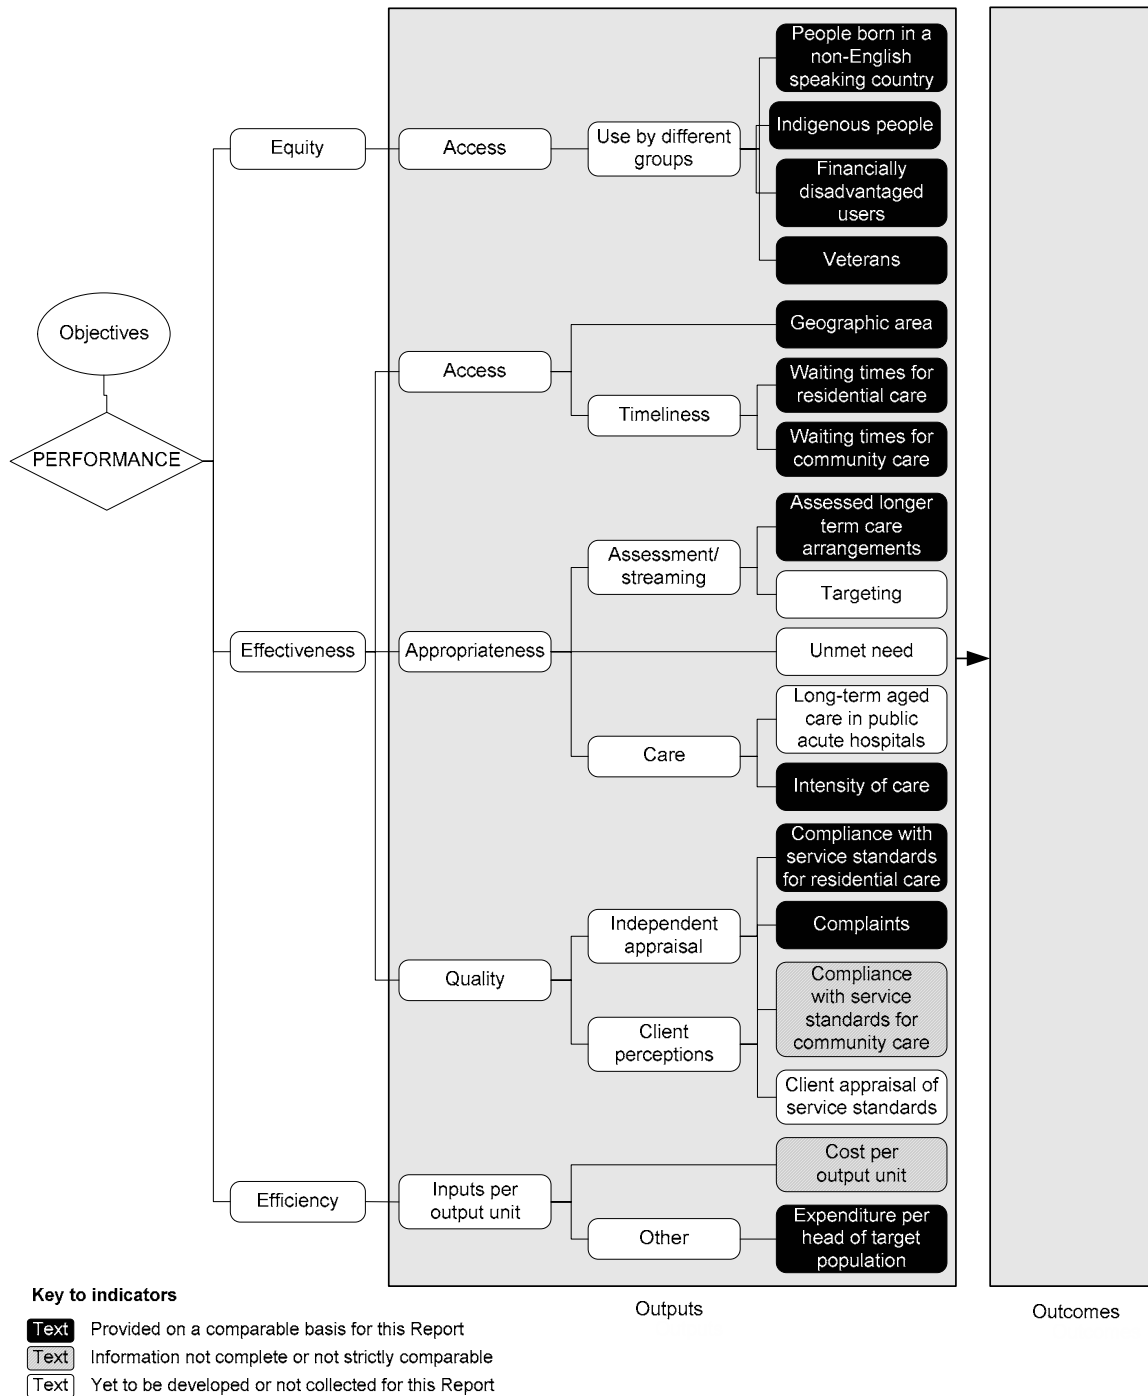 People born in a
non-English
speaking country
Indigenous people
Equity
Access
Use by different
groups
Financially
disadvantaged
users
Veterans
Objectives
Geographic area
Access
Waiting times for
residential care
Timeliness
Waiting times for
community care
PERFORMANCE
Assessed longer
term care
arrangements
Assessment/
streaming
Targeting
Effectiveness
Appropriateness
Unmet need
Long-term aged
care in public
acute hospitals
Care
Intensity of care
Compliance with
service standards
for residential care
Independent
appraisal
Complaints
Quality
Compliance
with service
standards for
community care
Client
perceptions
Client appraisal of
service standards
Cost per
output unit
Efficiency
Inputs per
output unit
Other
Expenditure per
head of target
population
Outputs
Outcomes
Key to indicators
Text Provided on a comparable basis for this Report
Text Information not complete or not strictly comparable
Text Yet to be developed or not collected for this Report